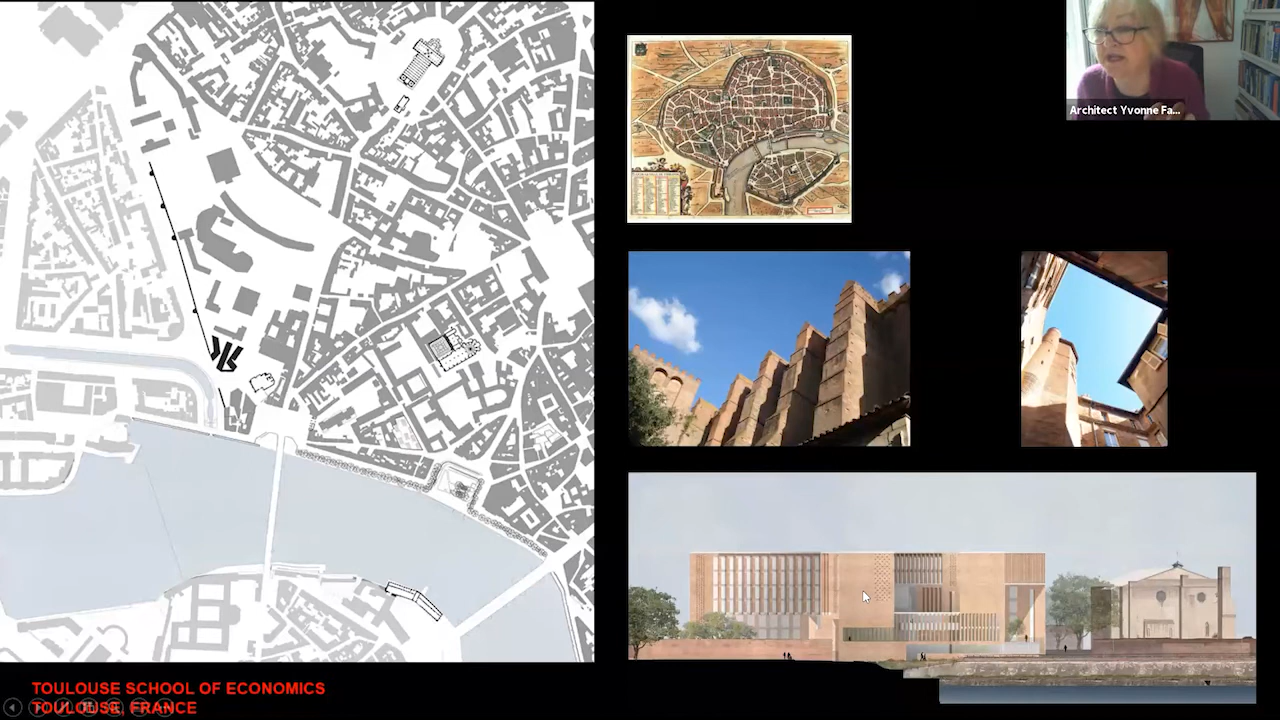 Architect Yvonne Fa...
TOULOUSE SCHOOL OF ECONOMICS
TOULOUSE, FRANCE